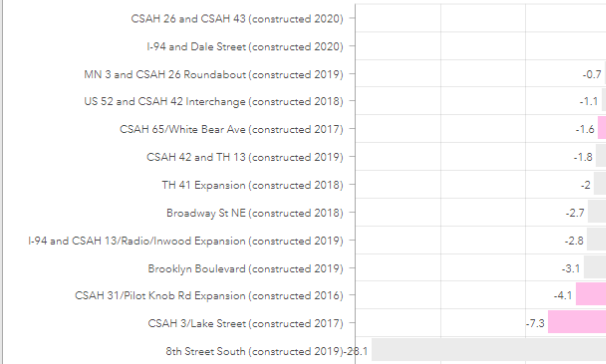 CSAH 26 and CSAH 43 (constructed 2020)
I-94 and Dale Street (constructed 2020)
MN 3 and CSAH 26 Roundabout (constructed 2019) -0.7
US 52 and CSAH 42 Interchange (constructed 2018) -1.1
CSAH 65/White Bear Ave (constructed 2017) -1.6
CSAH 42 and TH 13 (constructed 2019) -1.8
TH 41 Expansion (constructed 2018) -2
Broadway St NE (constructed 2018) -2.7
I-94 and CSAH 13/Radio/Inwood Expansion (constructed 2019) -2.8
Brooklyn Boulevard (constructed 2019) -3.1
CSAH 31/Pilot Knob Rd Expansion (constructed 2016) -4.1
CSAH 3/Lake Street (constructed 2017) -7.3
8th Street South (constructed 2019) -28.1